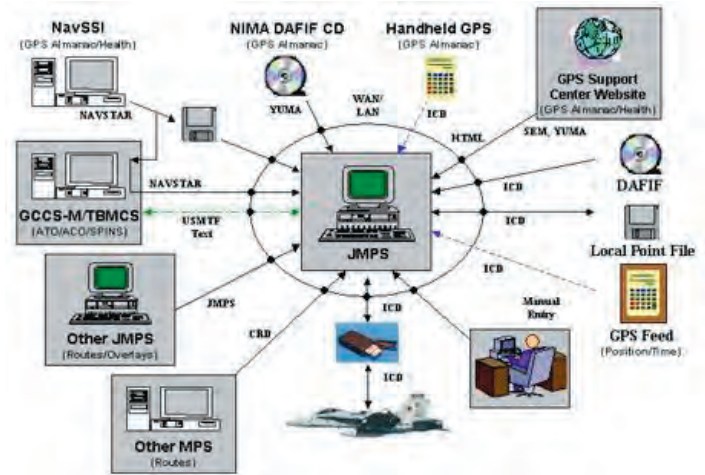 NavSSI
(GPS Almanac/Health)
NIMA DAFIF CD
(GPS Almanac)
Handheld GPS
(GPS Almanac)
GPS Support
Center Website
(GPS Almanac/Health)
NAVSTAR
YUMA
WAN/
LAN
ICD
HTML
SEM, YUMA
GCCS-M/TBMCS
(ATO/ACO/SPINS)
NAVSTAR
USMTF
Text
JMPS
ICD
DAFIF
ICD
Local Point File
Other JMPS
(Routes/Overlays)
JMPS
ICD
GPS Feed
(Position/Time)
CRD
ICD
Manual
Entry
Other MPS
(Routes)
ICD